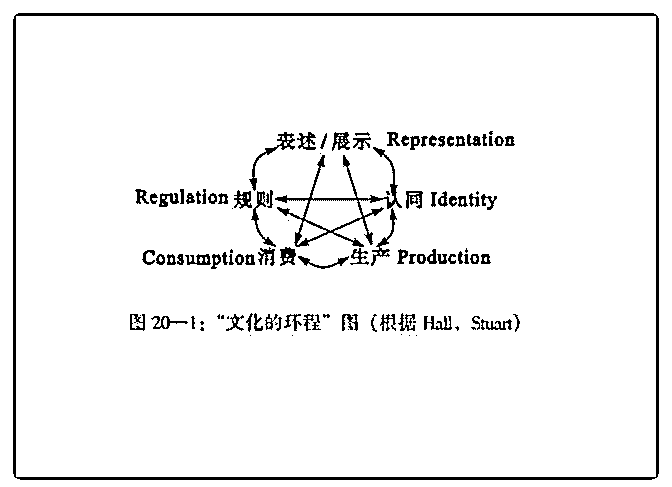 表述/展示 Representation
Regulation 规则 认同 Identity
Consumption 消费 生产 Production
图 20—1:“文化的环程”图(根据 Hall, Stuart)